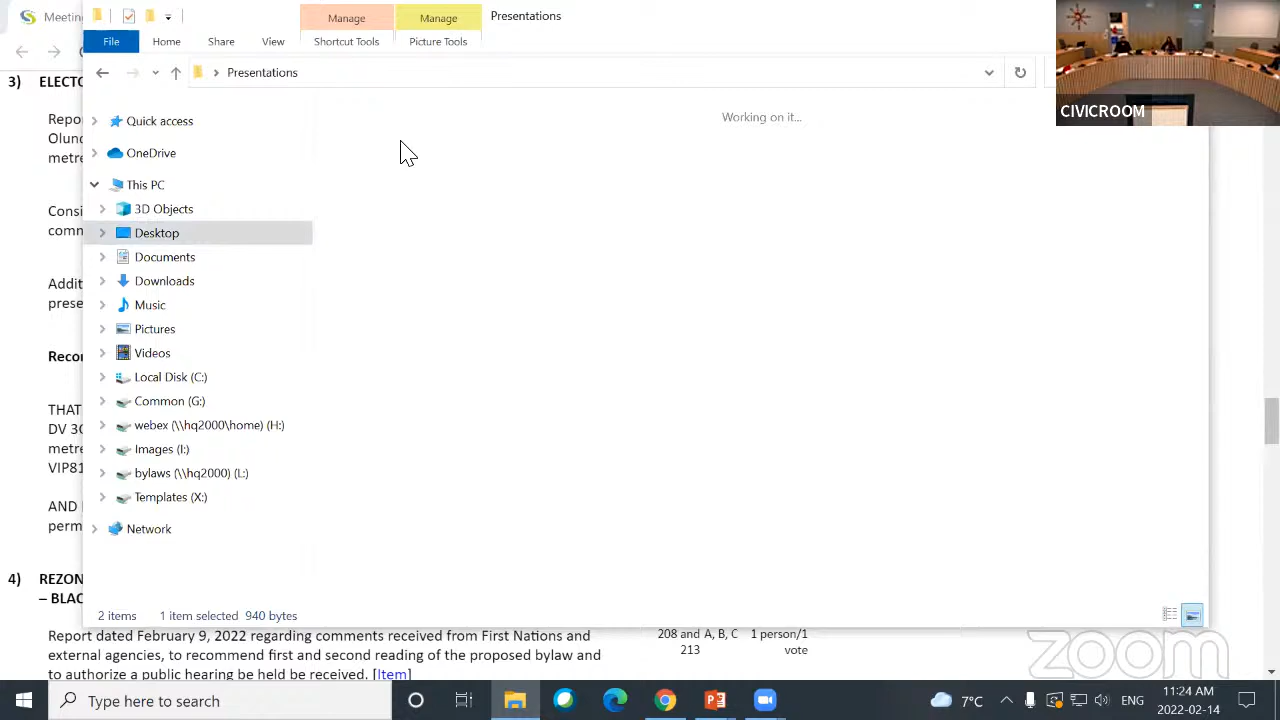 Meeting
Manage
Manage
Presentations
File
Home
Share
View
Shortcut Tools
Picture Tools
Presentations
CIVICROOM
Working on it...
Quick access
OneDrive
This PC
3D Objects
Desktop
Documents
Downloads
Music
Pictures
Videos
Local Disk (C:)
Common (G:)
webex (\\hq2000\home) (H:)
Images (I:)
bylaws (\\hq2000) (L:)
Templates (X:)
Network
2 items 1 item selected 940 bytes
3) ELECTO
Repo
Olund
metre
Consi
comm
Addit
prese
Recor
THAT
DV 3C
metre
VIP81
AND
perm
4) REZON
– BLAC
Report dated February 9, 2022 regarding comments received from First Nations and
external agencies, to recommend first and second reading of the proposed bylaw and
to authorize a public hearing be held be received. [Item]
208 and A, B, C 1 person/1
213 vote
zoom
Type here to search
7°C
ENG
11:24 AM
2022-02-14